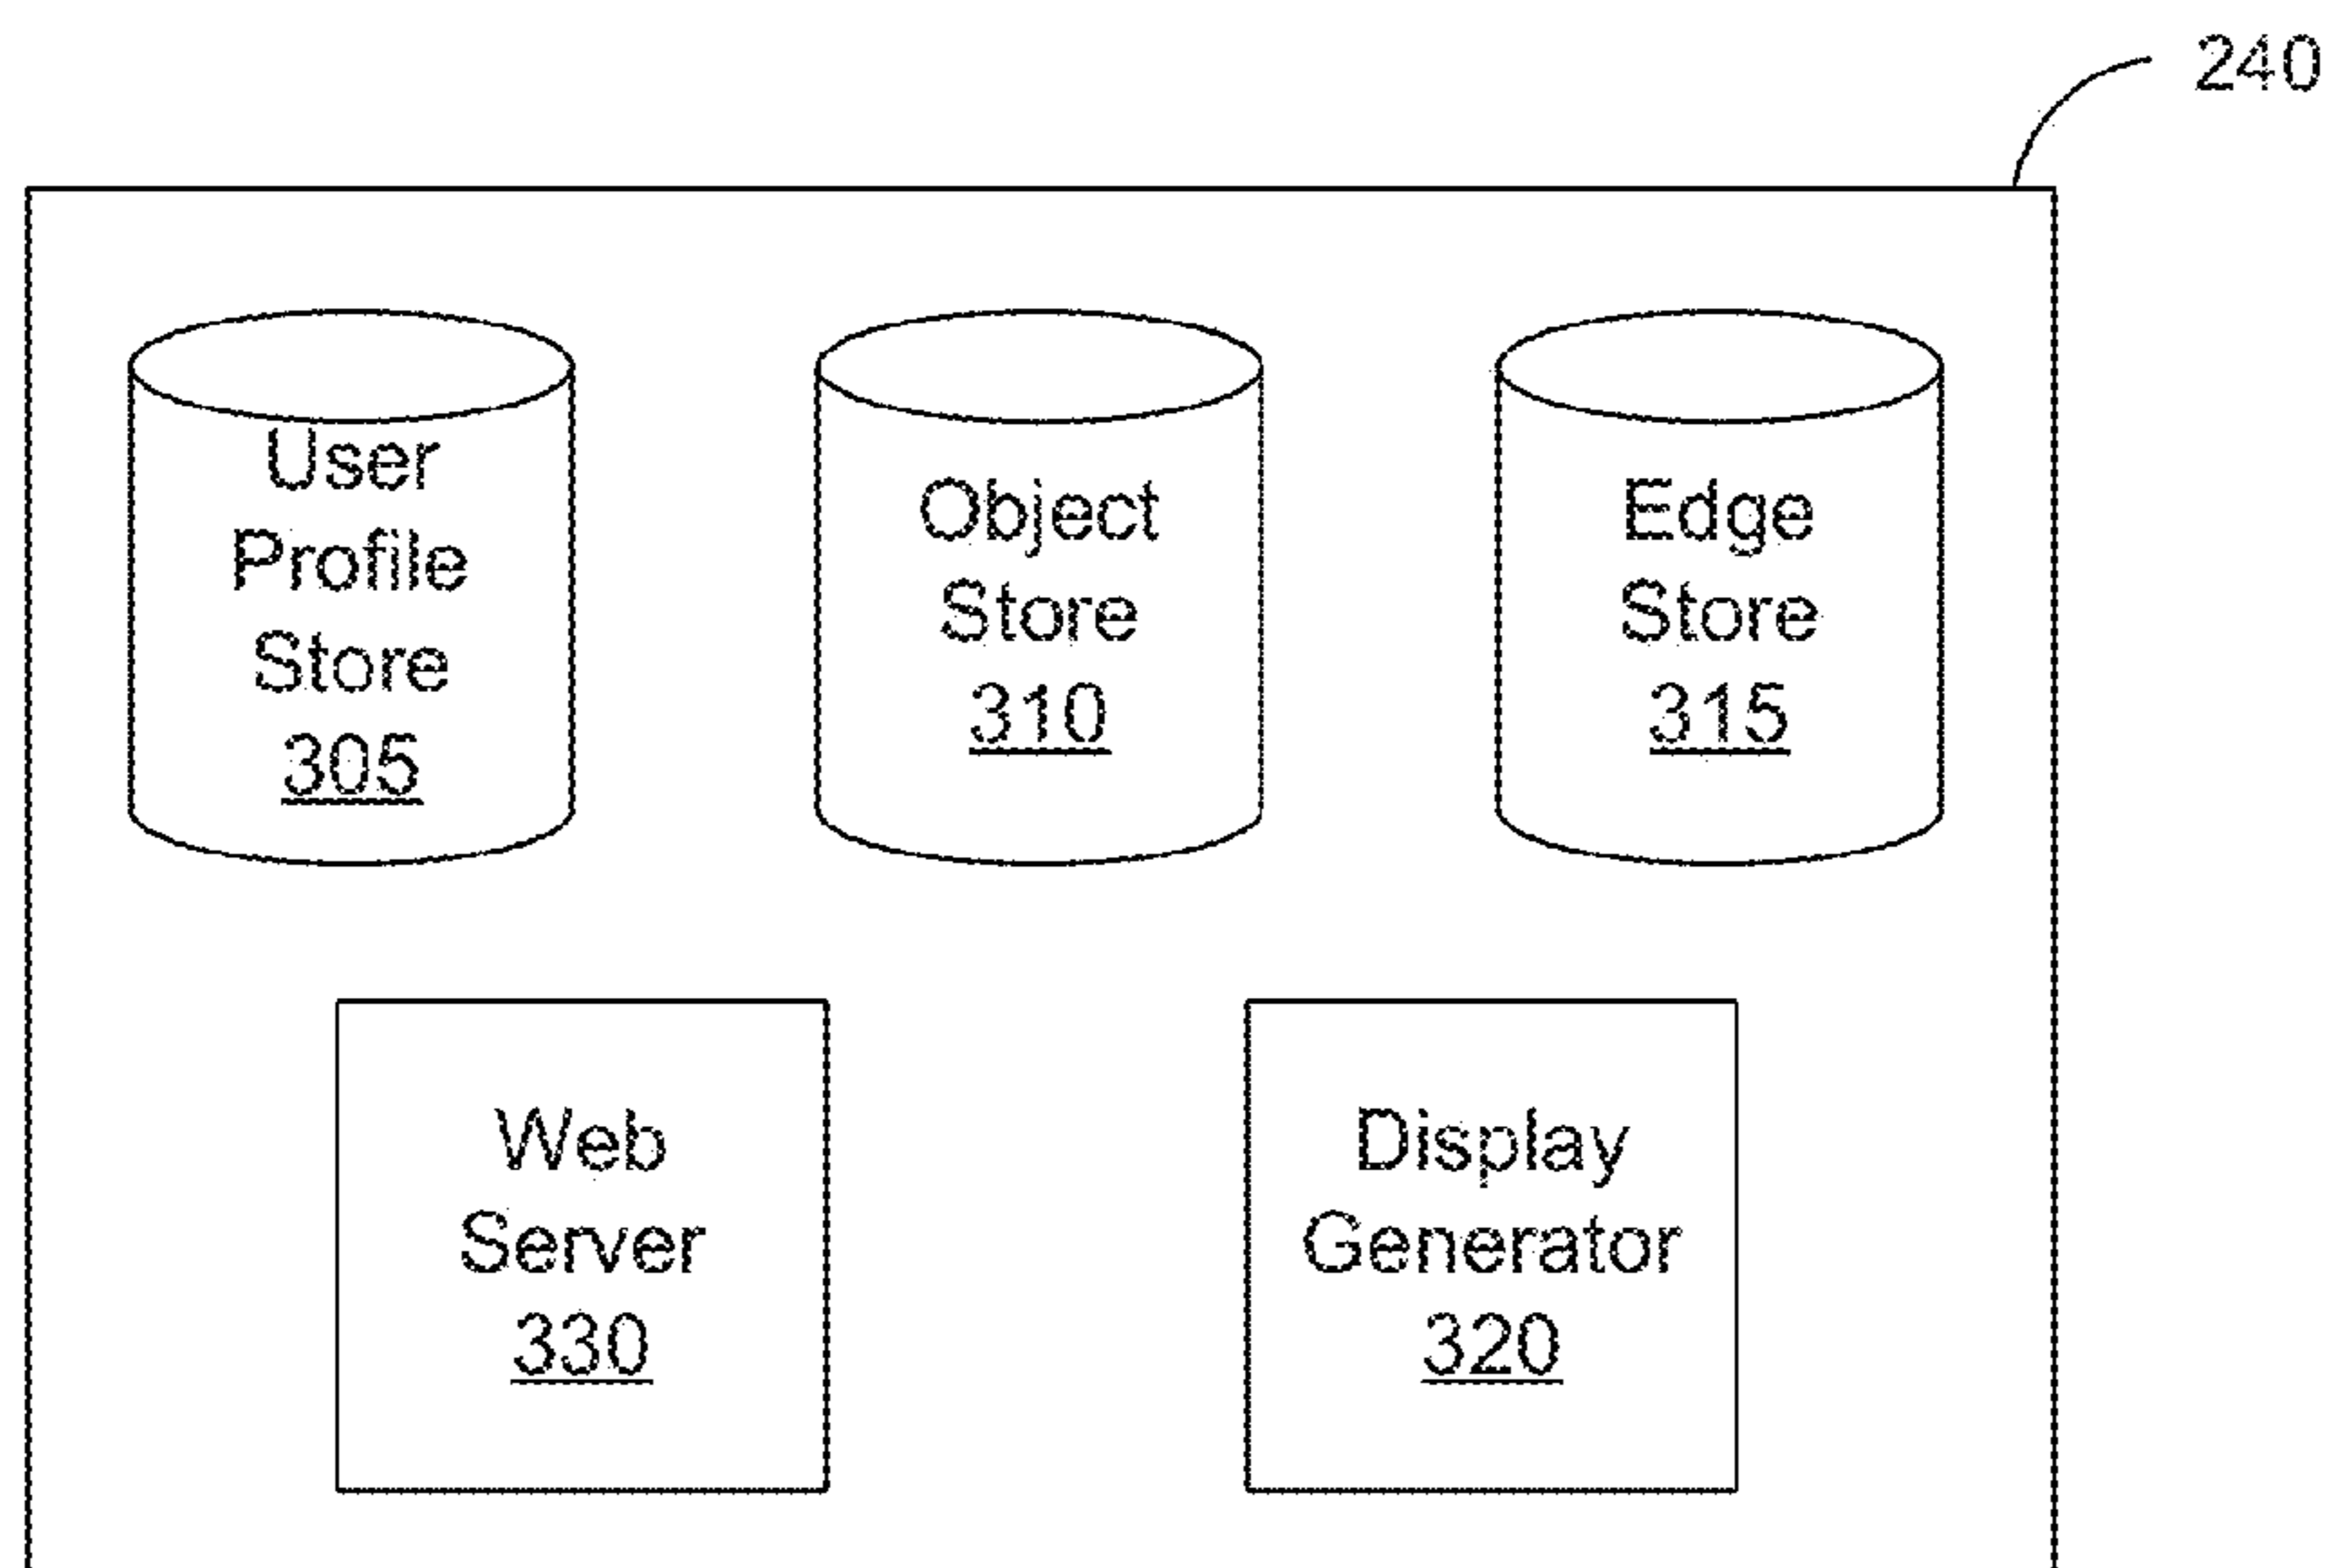 240
User
Profile
Store
305
Object
Store
310
Edge
Store
315
Web
Server
330
Display
Generator
320